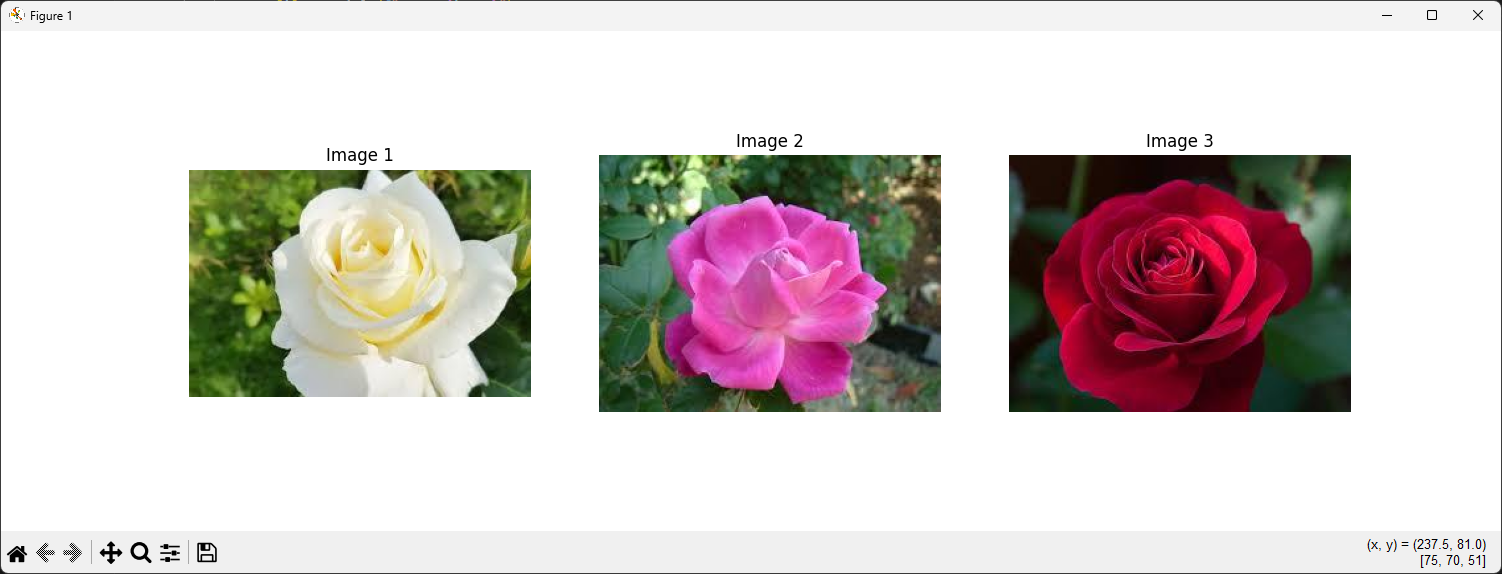 Figure 1
Image 1
Image 2
Image 3
(x, y) = (237.5, 81.0)
[75, 70, 51]